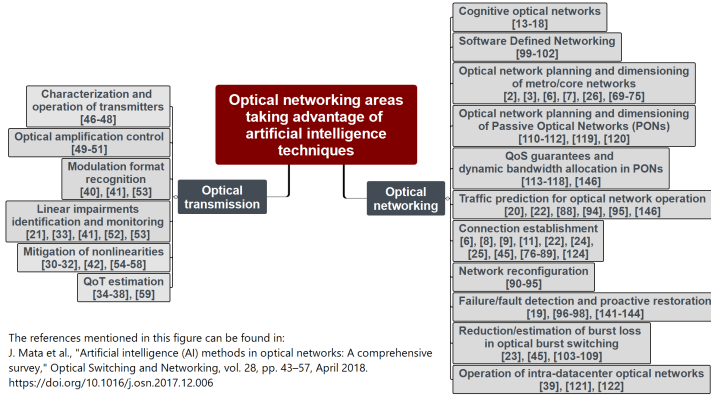 Optical networking areas
taking advantage of
artificial intelligence
techniques
Optical
transmission
Characterization and
operation of transmitters
[46-48]
Optical amplification control
[49-51]
Modulation format
recognition
[40], [41], [53]
Linear impairments
identification and monitoring
[21], [33], [41], [52], [53]
Mitigation of nonlinearities
[30-32], [42], [54-58]
QoT estimation
[34-38], [59]
Optical
networking
Cognitive optical networks
[13-18]
Software Defined Networking
[99-102]
Optical network planning and dimensioning
of metro/core networks
[2], [3], [6], [7], [26], [69-75]
Optical network planning and dimensioning
of Passive Optical Networks (PONs)
[110-112], [119], [120]
QoS guarantees and
dynamic bandwidth allocation in PONs
[113-118], [146]
Traffic prediction for optical network operation
[20], [22], [88], [94], [95], [146]
Connection establishment
[6], [8], [9], [11], [22], [24],
[25], [45], [76-89], [124]
Network reconfiguration
[90-95]
Failure/fault detection and proactive restoration
[19], [96-98], [141-144]
Reduction/estimation of burst loss
in optical burst switching
[23], [45], [103-109]
Operation of intra-datacenter optical networks
[39], [121], [122]
The references mentioned in this figure can be found in:
J. Mata et al., "Artificial intelligence (AI) methods in optical networks: A comprehensive
survey," Optical Switching and Networking, vol. 28, pp. 43–57, April 2018.
https://doi.org/10.1016/j.osn.2017.12.006